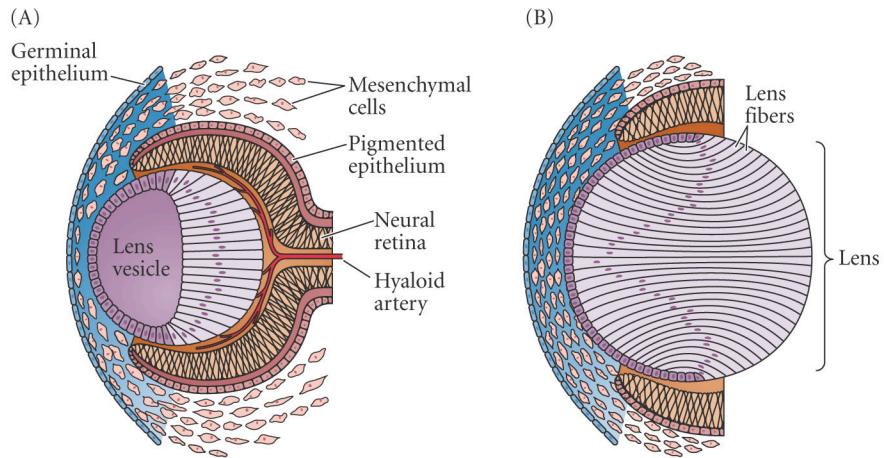 (A)
Germinal
epithelium
Mesenchymal
cells
Pigmented
epithelium
Neural
retina
Hyaloid
artery
Lens
vesicle
(B)
Lens
fibers
Lens